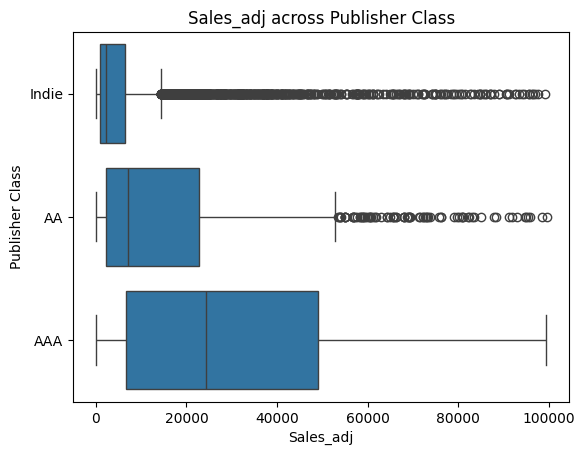 Sales_adj across Publisher Class
Publisher Class
Indie
AA
AAA
0 20000 40000 60000 80000 100000
Sales_adj